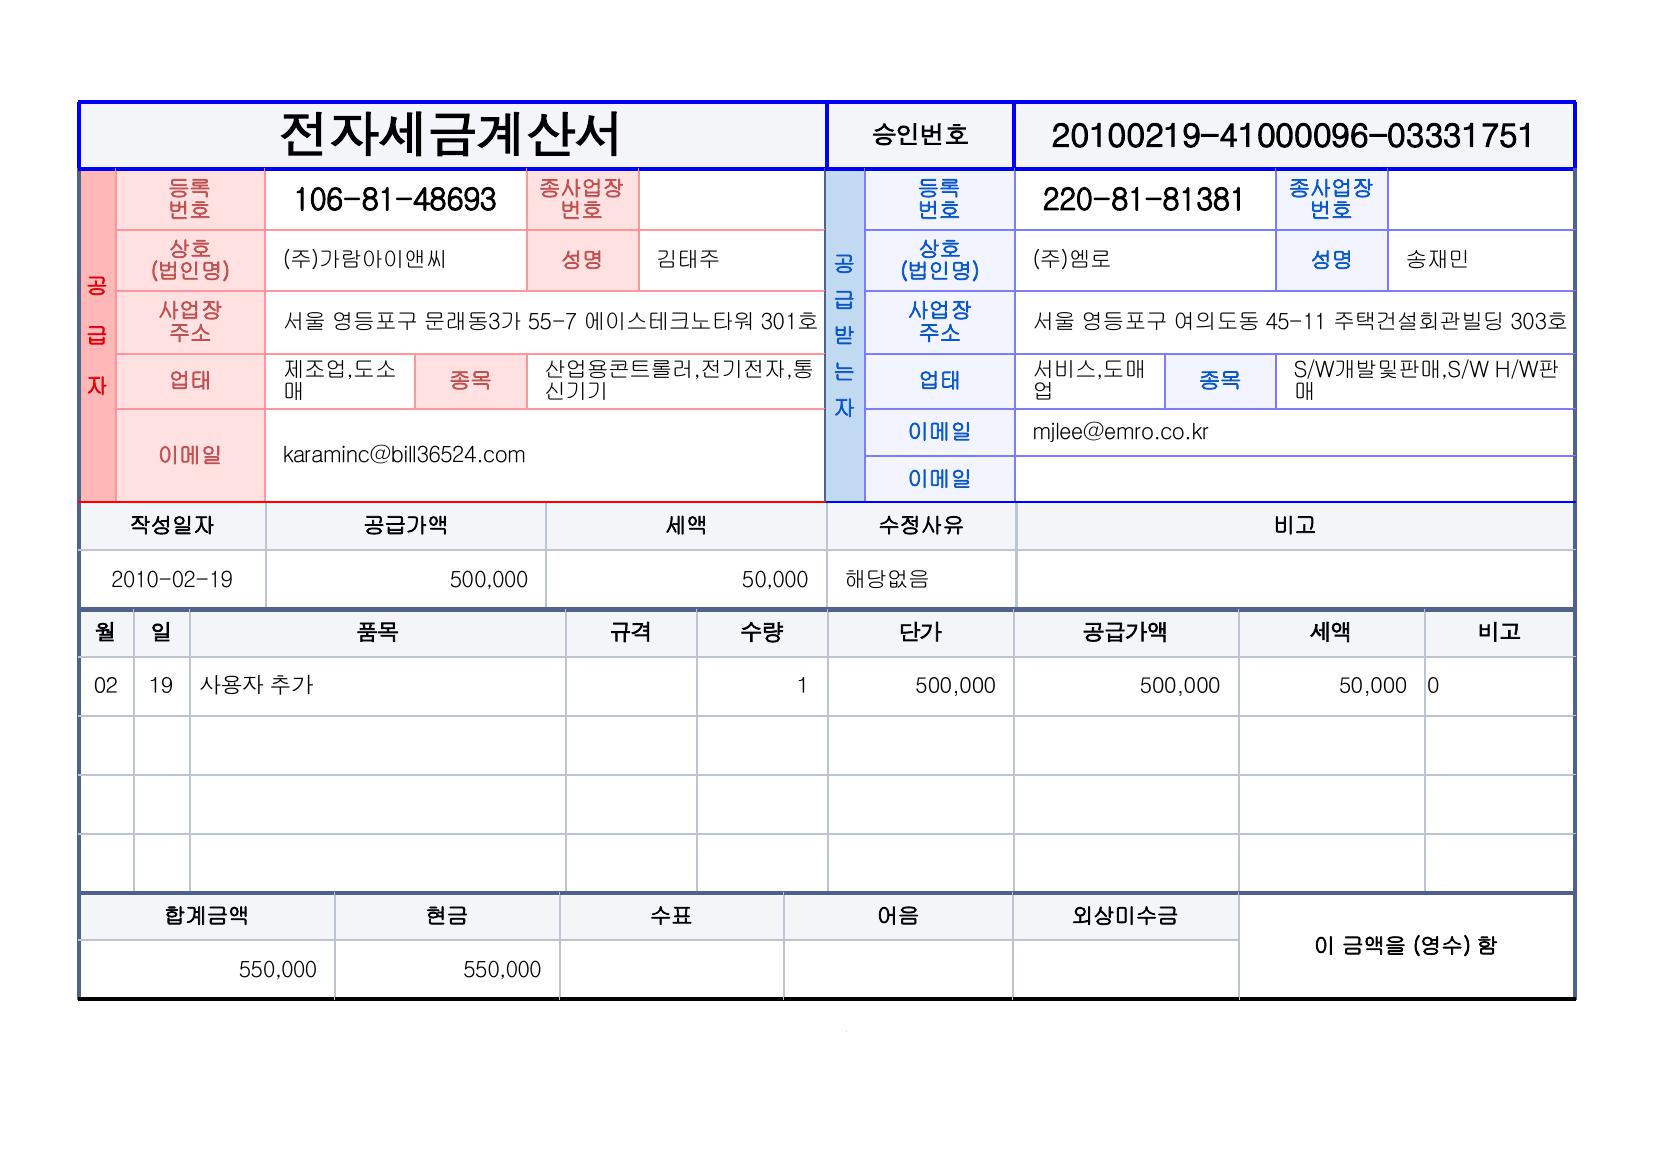 전자세금계산서 승인번호 20100219-41000096-03331751
공급자
등록번호 106-81-48693 종사업장번호
상호(법인명) (주)가람아이앤씨 성명 김태주
사업장주소 서울 영등포구 문래동3가 55-7 에이스테크노타워 301호
업태 제조업,도소매 종목 산업용콘트롤러,전기전자,통신기기
이메일 karaminc@bill36524.com
공급받는자
등록번호 220-81-81381 종사업장번호
상호(법인명) (주)엠로 성명 송재민
사업장주소 서울 영등포구 여의도동 45-11 주택건설회관빌딩 303호
업태 서비스,도매업 종목 S/W개발및판매,S/W H/W판매
이메일 mjlee@emro.co.kr
이메일
작성일자 공급가액 세액 수정사유 비고
2010-02-19 500,000 50,000 해당없음
월 일 품목 규격 수량 단가 공급가액 세액 비고
02 19 사용자 추가 1 500,000 500,000 50,000 0
합계금액 현금 수표 어음 외상미수금 이 금액을 (영수) 함
550,000 550,000